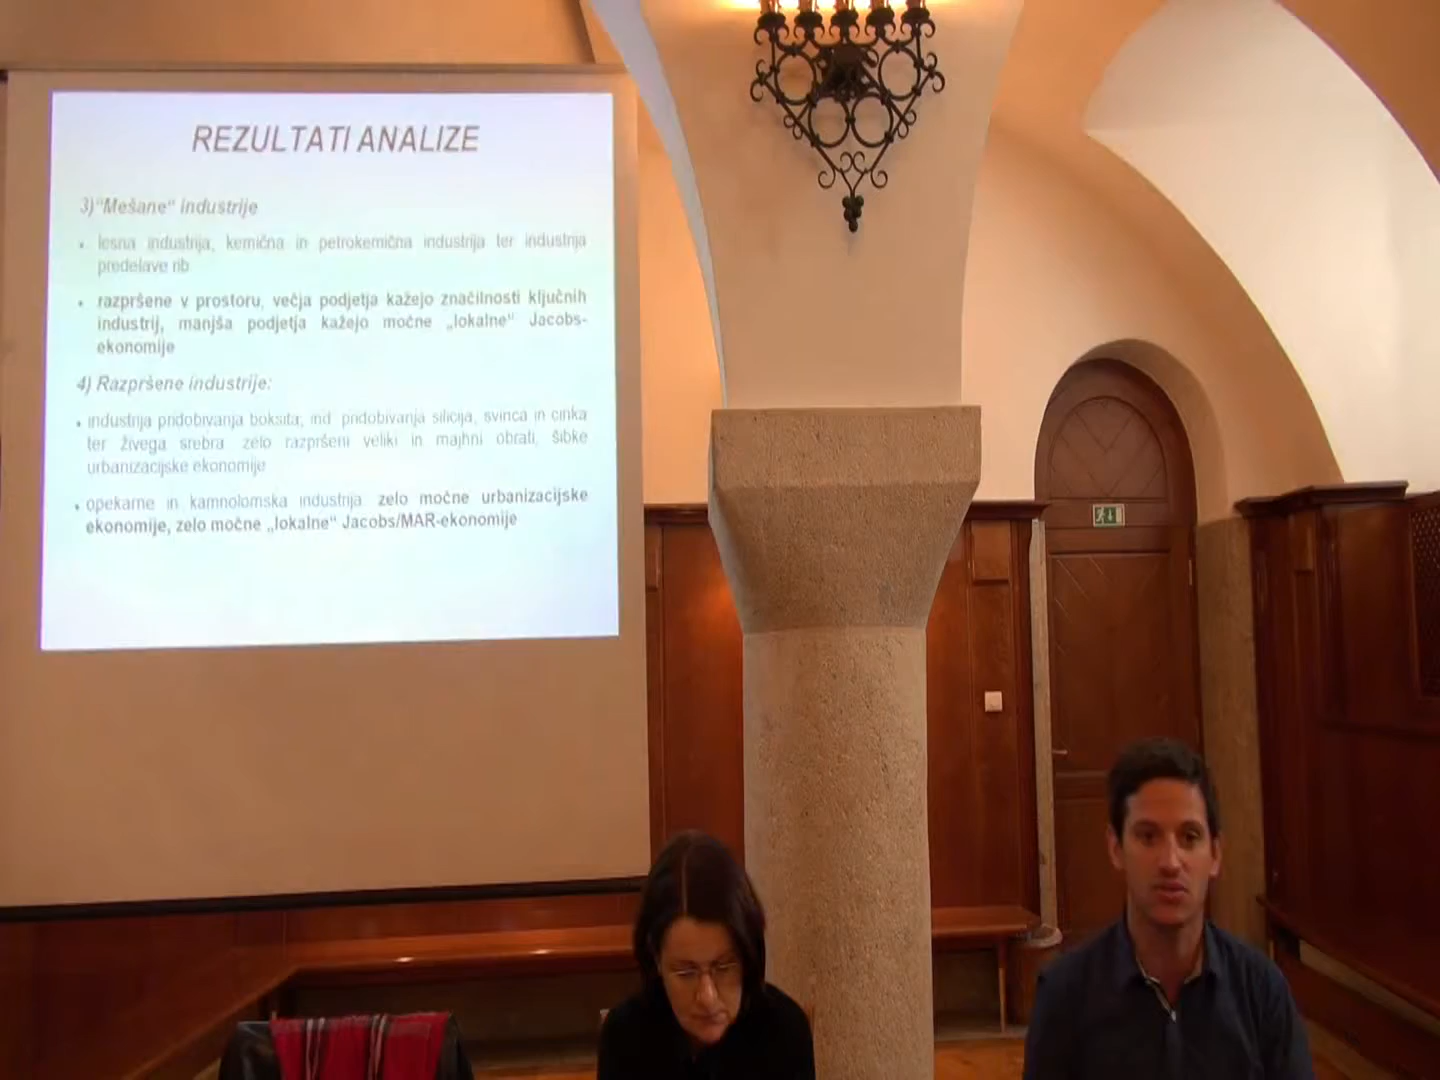 REZULTATI ANALIZE
3)"Mešane" industrije
• lesna industrija, kemična in petrokemična industrija ter industrija
predelave rib
• razpršene v prostoru, večja podjetja kažejo značilnosti ključnih
industrij, manjša podjetja kažejo močne „lokalne" Jacobs-
ekonomije
4) Razpršene industrije:
• industrija pridobivanja boksita, ind. pridobivanja silicija, svinca in cinka
ter živega srebra zelo razpršeni veliki in majhni obrati, šibke
urbanizacijske ekonomije
• opekarne in kamnolomska industrija zelo močne urbanizacijske
ekonomije, zelo močne „lokalne" Jacobs/MAR-ekonomije